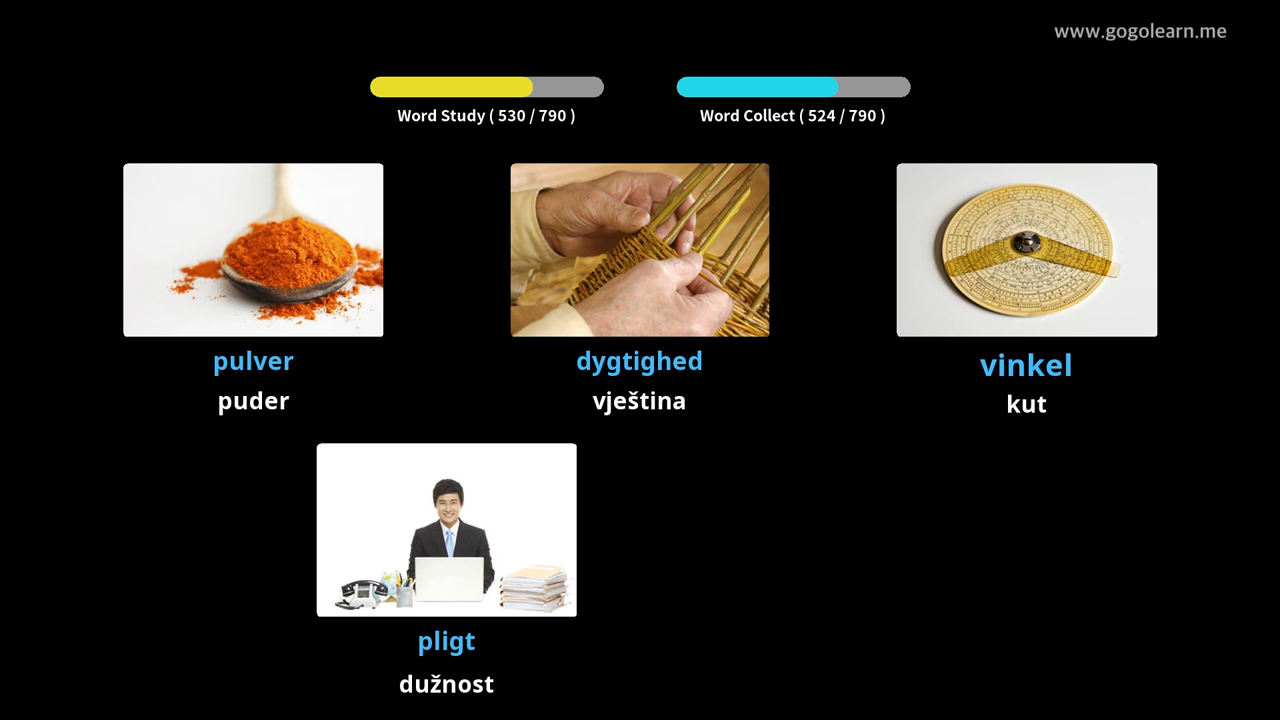 www.gogolearn.me
Word Study ( 530 / 790 )
Word Collect ( 524 / 790 )
pulver
puder
dygtighed
vještina
vinkel
kut
pligt
dužnost